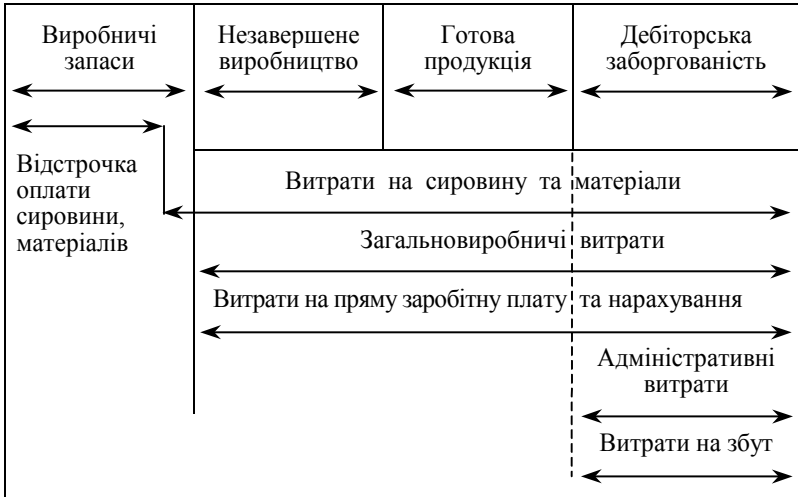 Виробничі
запаси
Незавершене
виробництво
Готова
продукція
Дебіторська
заборгованість
Відстрочка
оплати
сировини,
матеріалів
Витрати на сировину та матеріали
Загальновиробничі витрати
Витрати на пряму заробітну плату та нарахування
Адміністративні
витрати
Витрати на збут